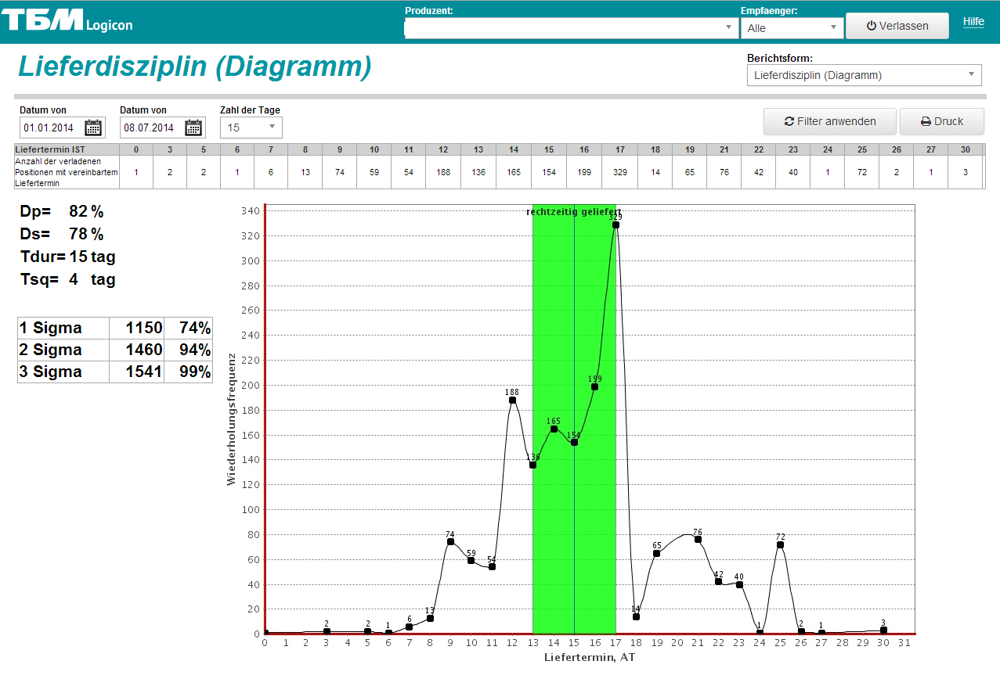 ТБМ Logicon
Produzent:
Empfaenger:
Alle
Verlassen
Hilfe
Lieferdisziplin (Diagramm)
Berichtsform:
Lieferdisziplin (Diagramm)
Datum von
Datum von
Zahl der Tage
01.01.2014
08.07.2014
15
Filter anwenden
Druck
Liefertermin IST 0 3 5 6 7 8 9 10 11 12 13 14 15 16 17 18 19 21 22 23 24 25 26 27 30
Anzahl der verladenen
Positionen mit vereinbartem 1 2 2 1 6 13 74 59 54 188 136 165 154 199 329 14 65 76 42 40 1 72 2 1 3
Liefertermin
Dp= 82 %
Ds= 78 %
Tdur= 15 tag
Tsq= 4 tag
1 Sigma 1150 74%
2 Sigma 1460 94%
3 Sigma 1541 99%
rechtzeitig geliefert
340
320
300
280
260
240
220
200
180
160
140
120
100
80
60
40
20
0
Wiederholungsfrequenz
2
2
1
6
13
74
59
54
188
136
165
154
199
329
14
65
76
42
40
1
72
2
1
3
0 1 2 3 4 5 6 7 8 9 10 11 12 13 14 15 16 17 18 19 20 21 22 23 24 25 26 27 28 29 30 31
Liefertermin, AT